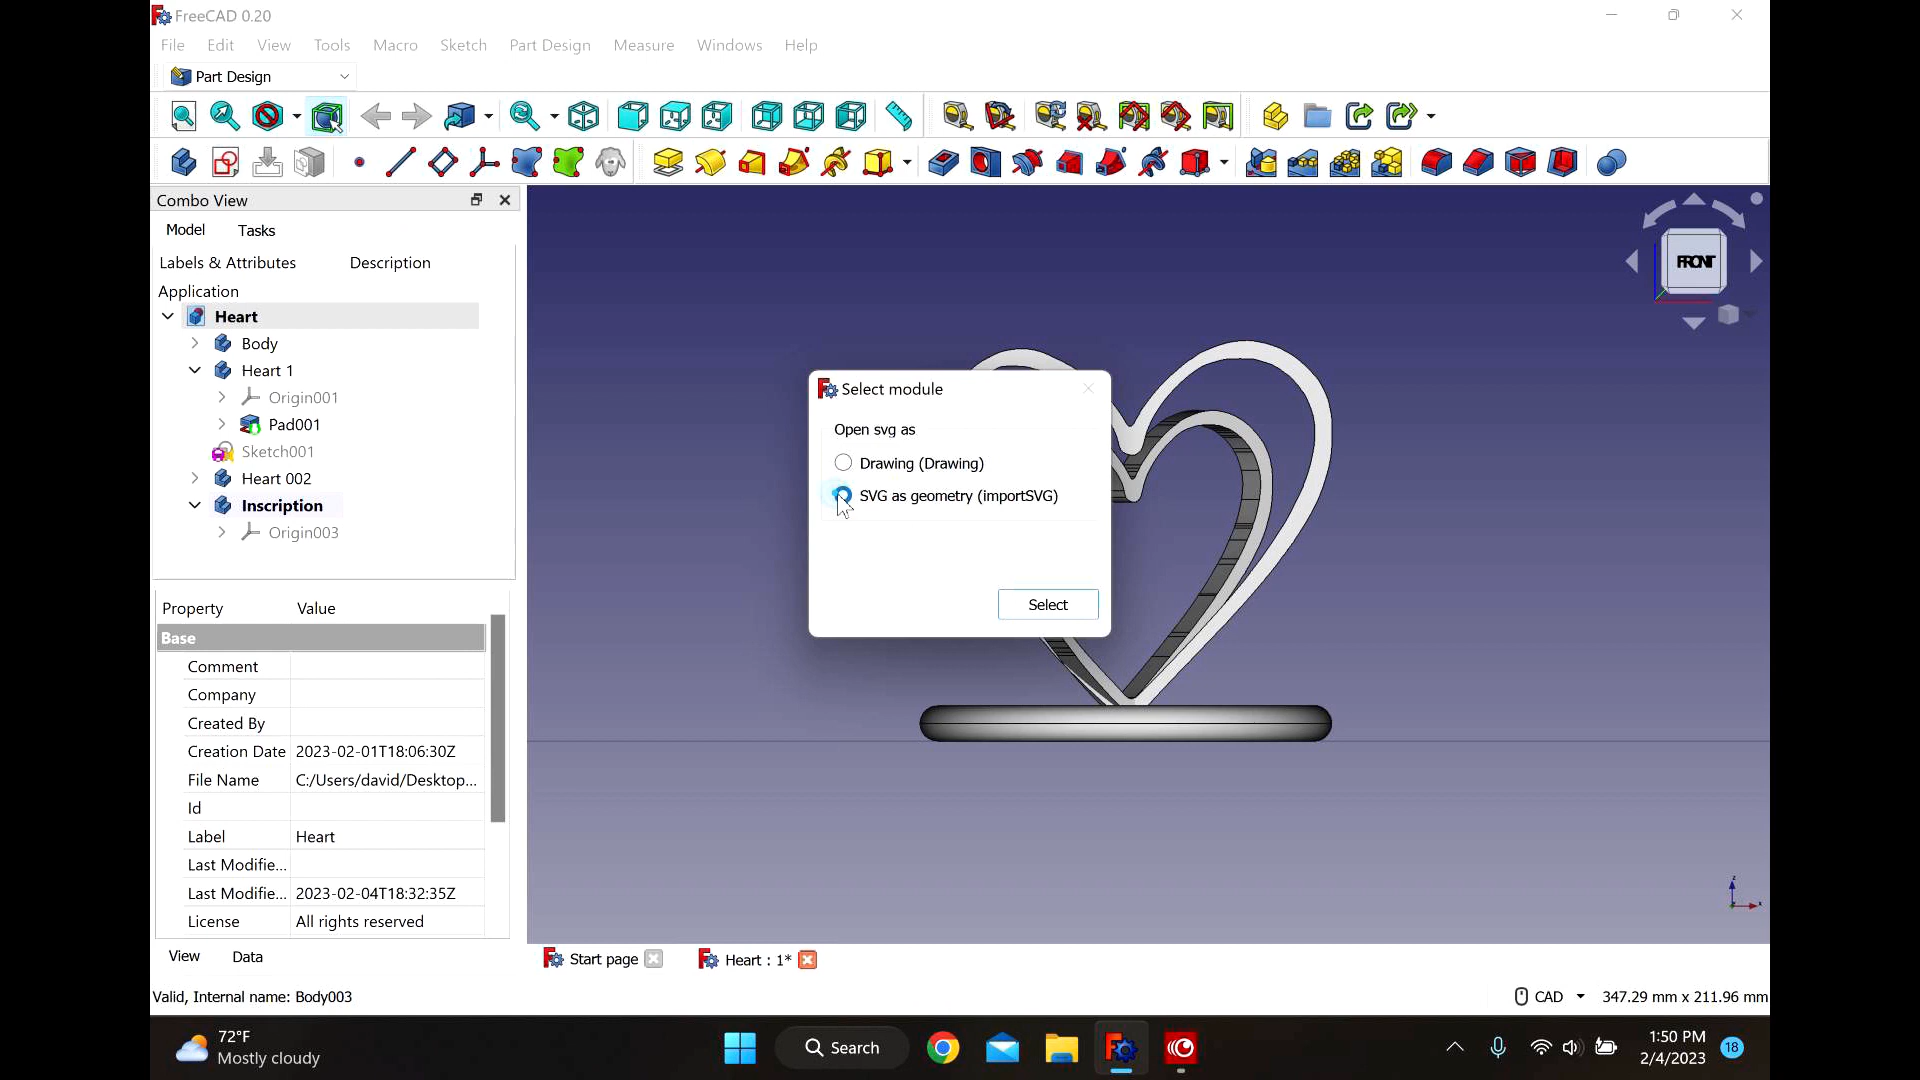 FreeCAD 0.20
File Edit View Tools Macro Sketch Part Design Measure Windows Help
Part Design
Combo View
Model Tasks
Labels & Attributes Description
Application
Heart
Body
Heart 1
Origin001
Pad001
Sketch001
Heart 002
Inscription
Origin003
Select module
Open svg as
Drawing (Drawing)
SVG as geometry (importSVG)
Select
FRONT
z
x
Property Value
Base
Comment
Company
Created By
Creation Date 2023-02-01T18:06:30Z
File Name C:/Users/david/Desktop...
Id
Label Heart
Last Modifie...
Last Modifie... 2023-02-04T18:32:35Z
License All rights reserved
View Data
Start page Heart : 1*
Valid, Internal name: Body003
CAD 347.29 mm x 211.96 mm
72°F
Mostly cloudy
Search
1:50 PM
2/4/2023
18